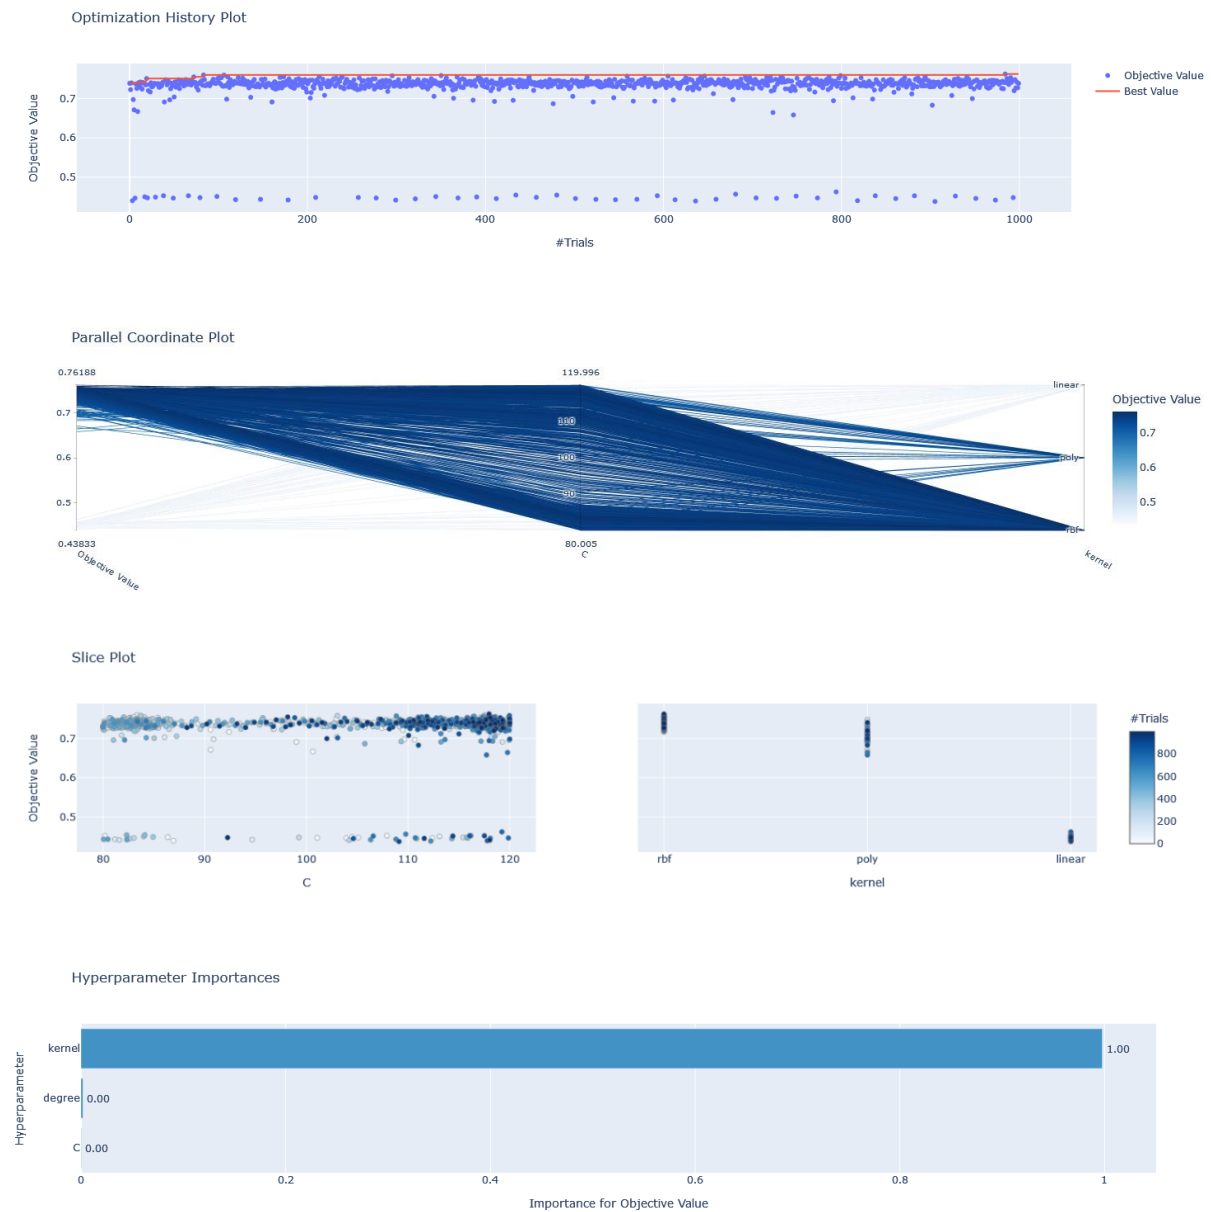 Optimization History Plot
Objective Value
0.7
0.6
0.5
0
200
400
600
800
1000
#Trials
Objective Value
Best Value
Parallel Coordinate Plot
0.76188
0.7
0.6
0.5
0.43833
Objective Value
119.996
110
100
90
80.005
C
linear
poly
rbf
kernel
Objective Value
0.7
0.6
0.5
Slice Plot
Objective Value
0.7
0.6
0.5
80
90
100
110
120
C
rbf
poly
linear
kernel
#Trials
800
600
400
200
0
Hyperparameter Importances
Hyperparameter
kernel
1.00
degree
0.00
C
0.00
0
0.2
0.4
0.6
0.8
1
Importance for Objective Value